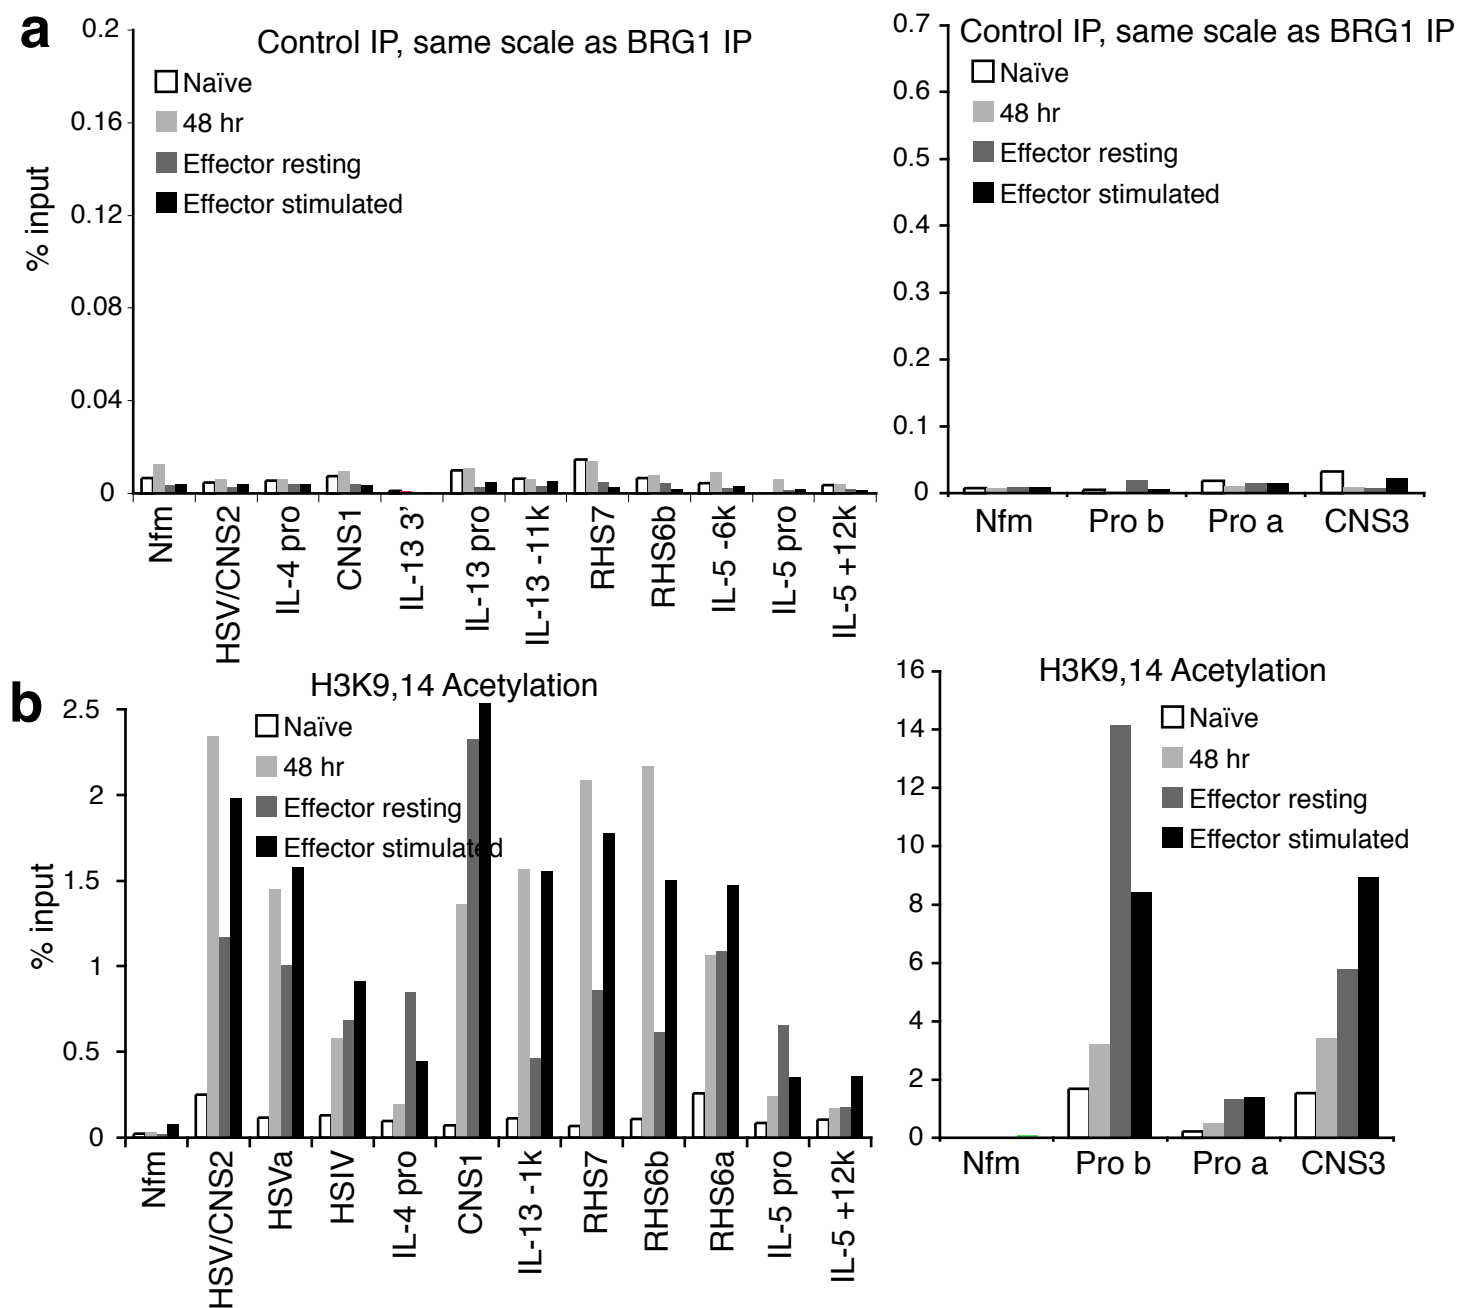 a
Control IP, same scale as BRG1 IP
% input
0.2
0.16
0.12
0.08
0.04
0
Naïve
48 hr
Effector resting
Effector stimulated
Nfm
HSV/CNS2
IL-4 pro
CNS1
IL-13 3’
IL-13 pro
IL-13 -11k
RHS7
RHS6b
IL-5 -6k
IL-5 pro
IL-5 +12k
Control IP, same scale as BRG1 IP
0.7
0.6
0.5
0.4
0.3
0.2
0.1
0
Naïve
48 hr
Effector resting
Effector stimulated
Nfm
Pro b
Pro a
CNS3
b
H3K9,14 Acetylation
% input
2.5
2
1.5
1
0.5
0
Naïve
48 hr
Effector resting
Effector stimulated
Nfm
HSV/CNS2
HSVa
HSIV
IL-4 pro
CNS1
IL-13 -1k
RHS7
RHS6b
RHS6a
IL-5 pro
IL-5 +12k
H3K9,14 Acetylation
16
14
12
10
8
6
4
2
0
Naïve
48 hr
Effector resting
Effector stimulated
Nfm
Pro b
Pro a
CNS3